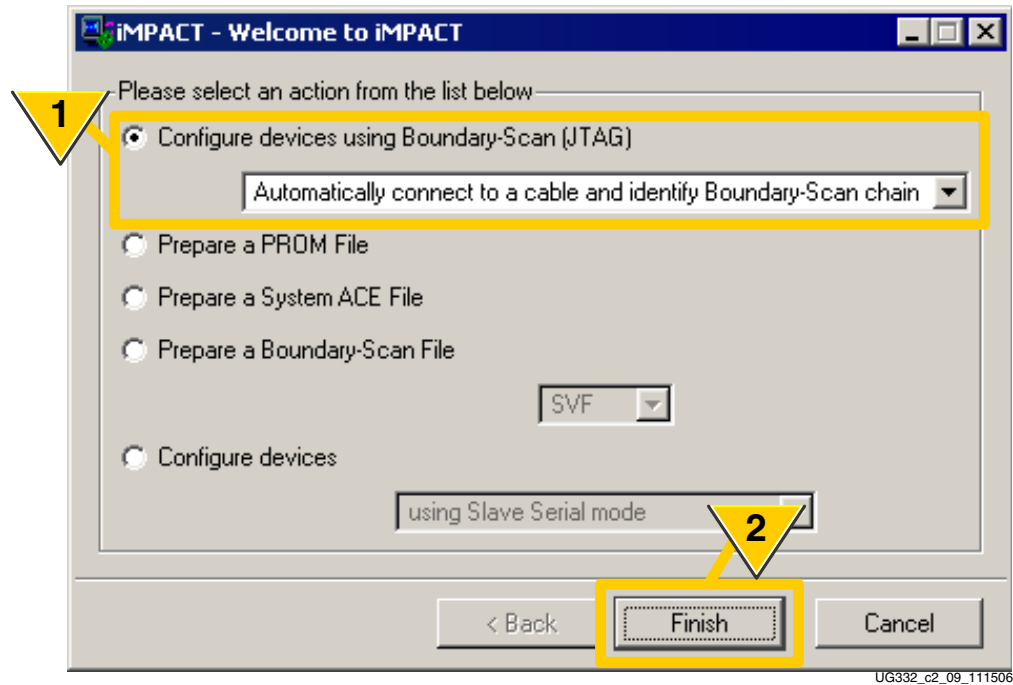 iMPACT - Welcome to iMPACT
Please select an action from the list below
1
Configure devices using Boundary-Scan (JTAG)
Automatically connect to a cable and identify Boundary-Scan chain
Prepare a PROM File
Prepare a System ACE File
Prepare a Boundary-Scan File
SVF
Configure devices
using Slave Serial mode
2
< Back Finish Cancel
UG332_c2_09_111506